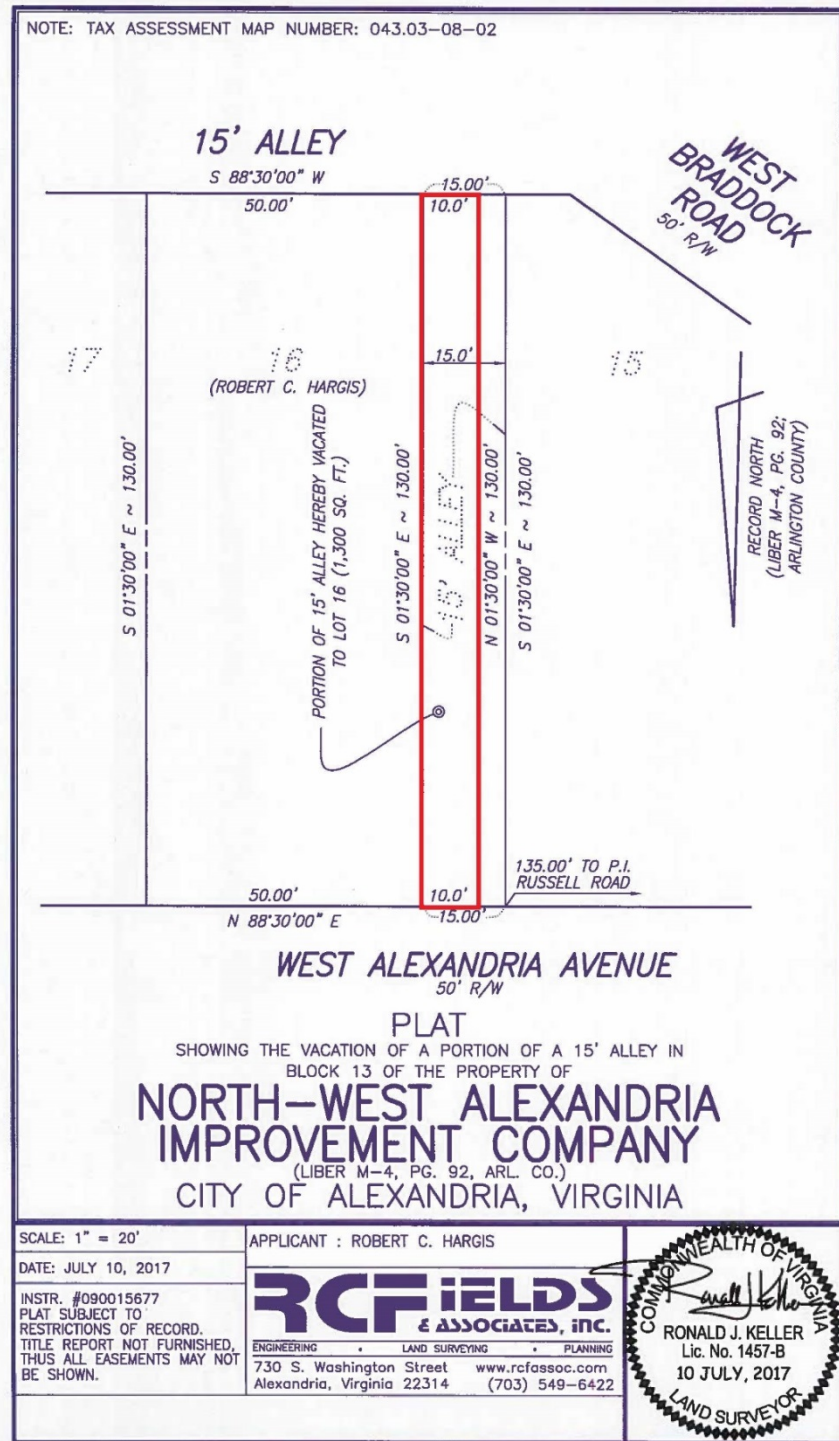 NOTE: TAX ASSESSMENT MAP NUMBER: 043.03-08-02
15' ALLEY
S 88°30'00" W
50.00'
15.00'
10.0'
WEST
BRADDOCK
ROAD
50' R/W
17
16
(ROBERT C. HARGIS)
15.0'
15
S 01°30'00" E ~ 130.00'
PORTION OF 15' ALLEY HEREBY VACATED
TO LOT 16 (1,300 SQ. FT.)
S 01°30'00" E ~ 130.00'
15' ALLEY
N 01°30'00" W ~ 130.00'
S 01°30'00" E ~ 130.00'
RECORD NORTH
(LIBER M-4, PG. 92;
ARLINGTON COUNTY)
135.00' TO P.I.
RUSSELL ROAD
50.00'
10.0'
N 88°30'00" E
15.00'
WEST ALEXANDRIA AVENUE
50' R/W
PLAT
SHOWING THE VACATION OF A PORTION OF A 15' ALLEY IN
BLOCK 13 OF THE PROPERTY OF
NORTH-WEST ALEXANDRIA
IMPROVEMENT COMPANY
(LIBER M-4, PG. 92, ARL. CO.)
CITY OF ALEXANDRIA, VIRGINIA
SCALE: 1" = 20'
DATE: JULY 10, 2017
INSTR. #090015677
PLAT SUBJECT TO
RESTRICTIONS OF RECORD.
TITLE REPORT NOT FURNISHED,
THUS ALL EASEMENTS MAY NOT
BE SHOWN.
APPLICANT : ROBERT C. HARGIS
RCFIELDS
& ASSOCIATES, INC.
ENGINEERING • LAND SURVEYING • PLANNING
730 S. Washington Street www.rcfassoc.com
Alexandria, Virginia 22314 (703) 549-6422
COMMONWEALTH OF VIRGINIA
Ronald J Keller
RONALD J. KELLER
Lic. No. 1457-B
10 JULY, 2017
LAND SURVEYOR